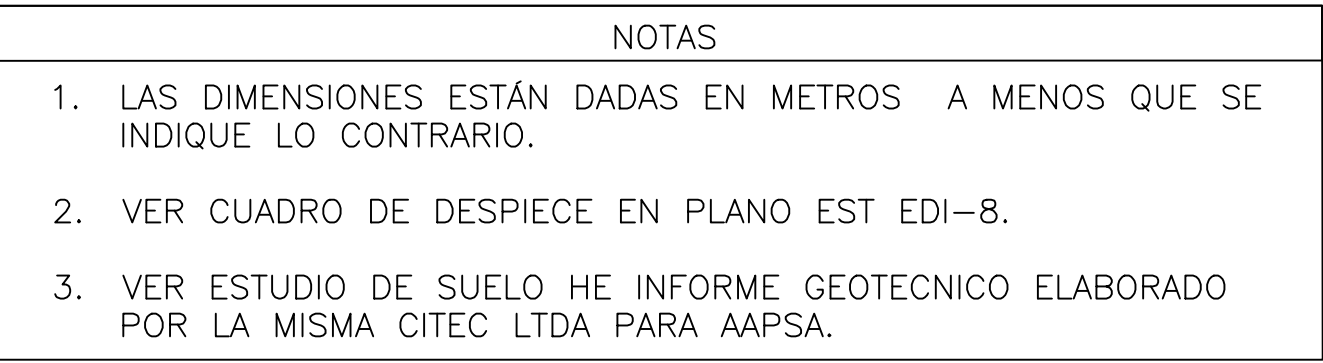 NOTAS
1. LAS DIMENSIONES ESTÁN DADAS EN METROS A MENOS QUE SE
INDIQUE LO CONTRARIO.
2. VER CUADRO DE DESPIECE EN PLANO EST EDI-8.
3. VER ESTUDIO DE SUELO HE INFORME GEOTECNICO ELABORADO
POR LA MISMA CITEC LTDA PARA AAPSA.